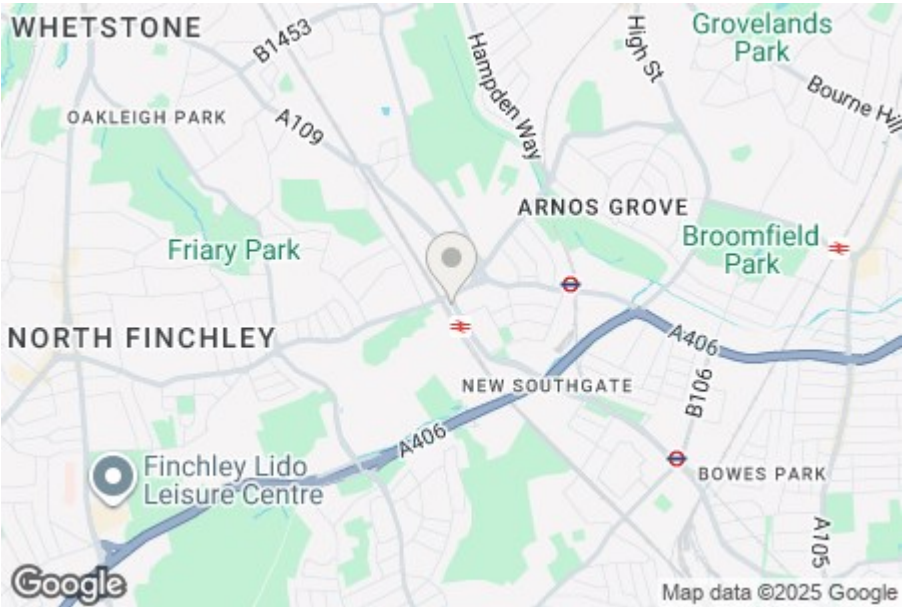 WHETSTONE
B1453
Hampden Way
High St
Grovelands
Park
Bourne Hill
OAKLEIGH PARK
A109
ARNOS GROVE
Friary Park
Broomfield
Park
NORTH FINCHLEY
A406
NEW SOUTHGATE
B106
A406
Finchley Lido
Leisure Centre
BOWES PARK
A105
Google
Map data ©2025 Google